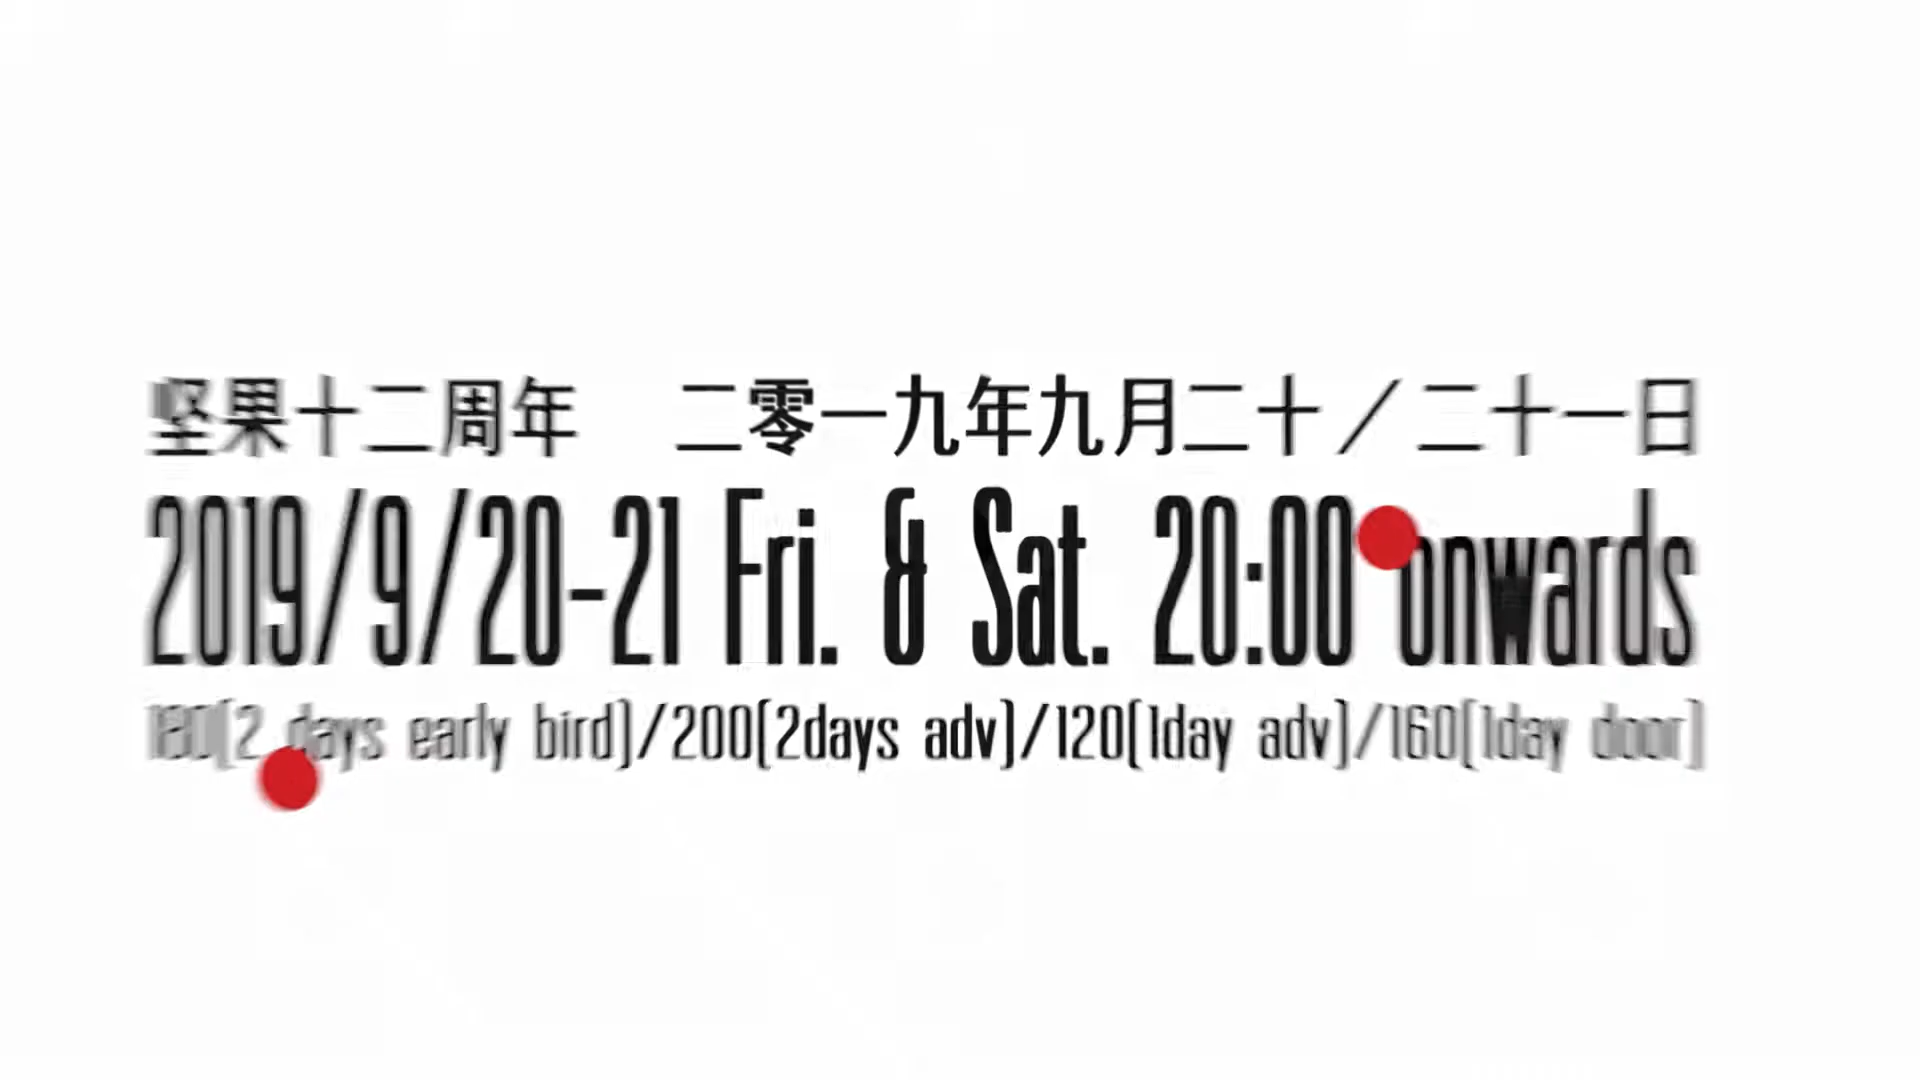 坚果十二周年 二零一九年九月二十／二十一日
2019/9/20-21 Fri. & Sat. 20:00 onwards
180(2 days early bird)/200(2days adv)/120(1day adv)/160(1day door)